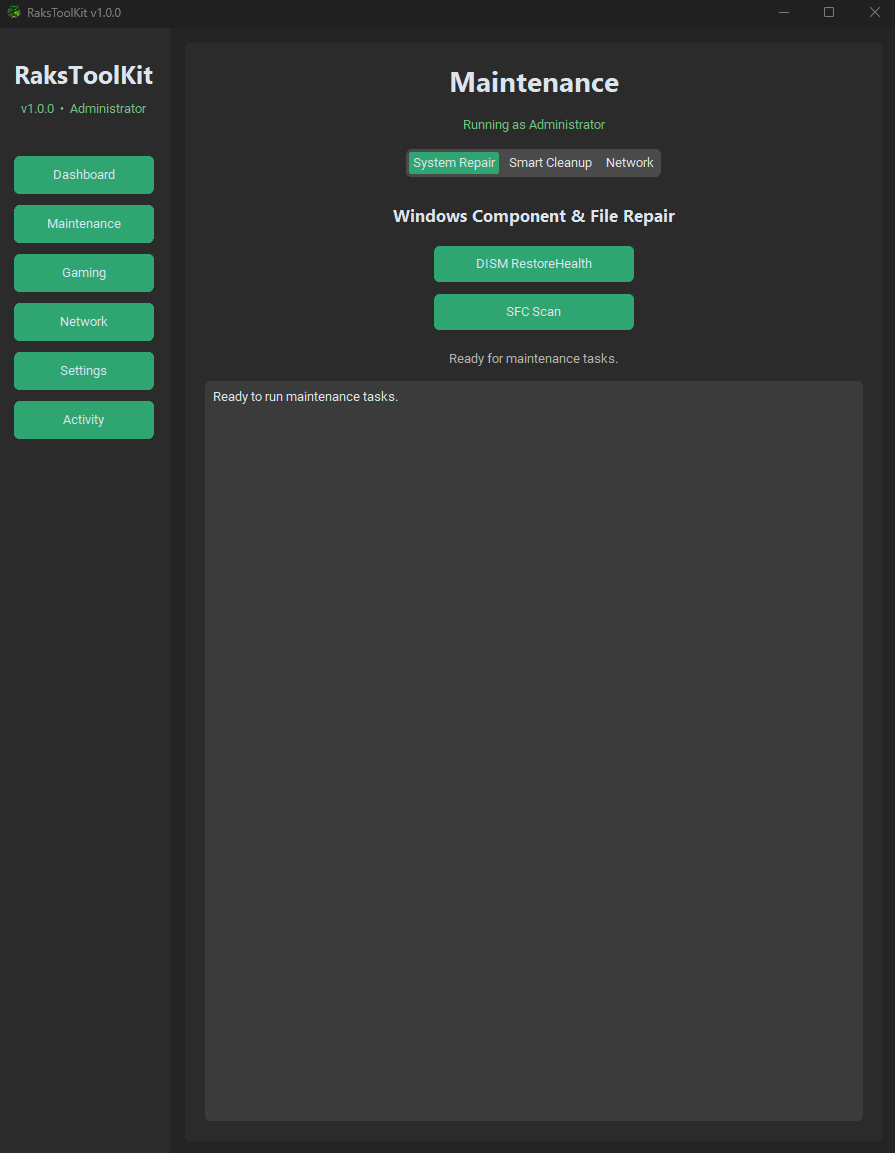 RaksToolKit v1.0.0
RaksToolKit
v1.0.0 • Administrator
Dashboard
Maintenance
Gaming
Network
Settings
Activity
Maintenance
Running as Administrator
System Repair Smart Cleanup Network
Windows Component & File Repair
DISM RestoreHealth
SFC Scan
Ready for maintenance tasks.
Ready to run maintenance tasks.